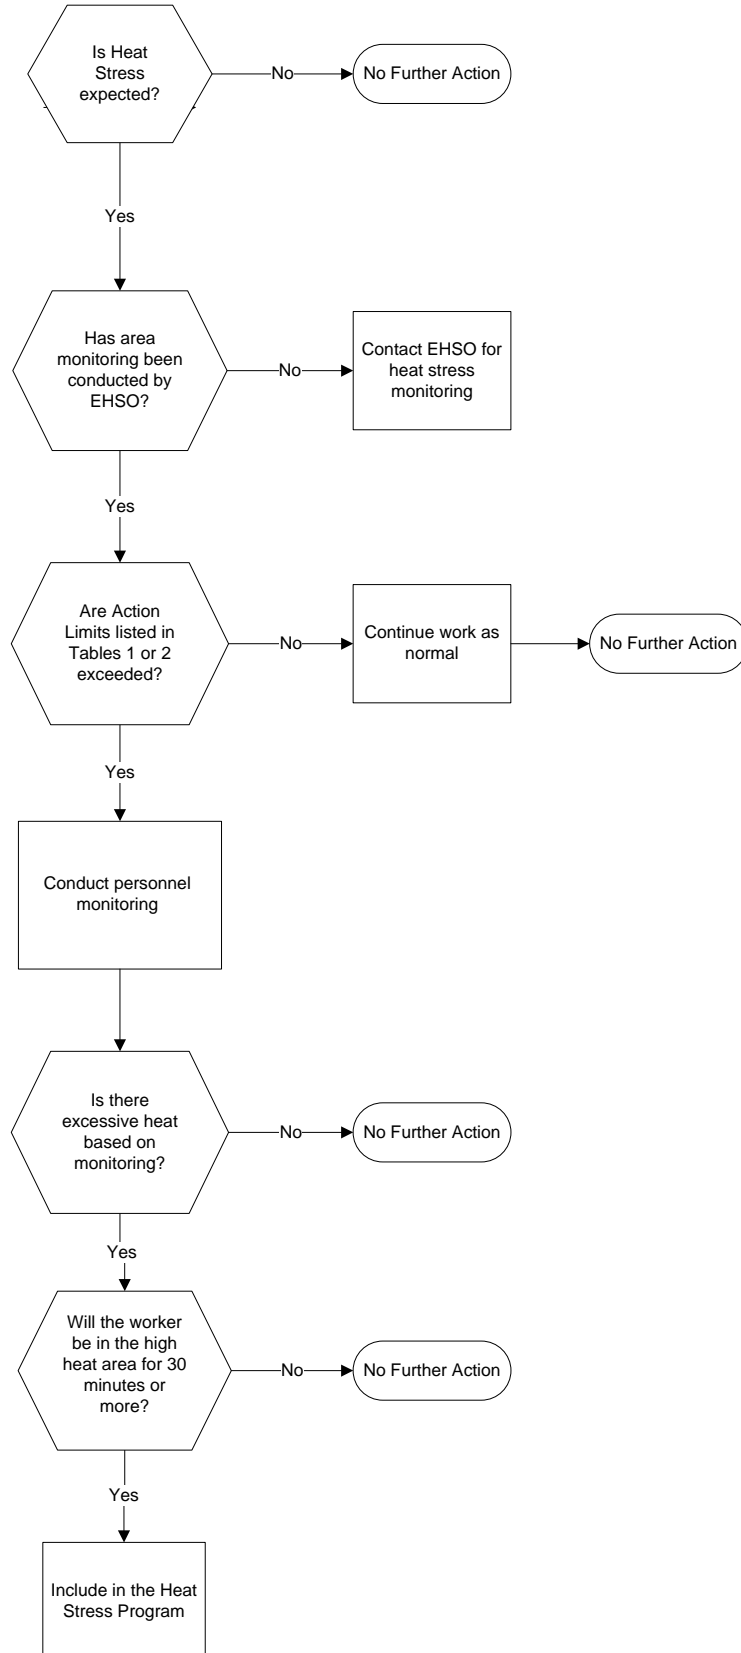 Is Heat
Stress
expected?
No
No Further Action
Yes
Has area
monitoring been
conducted by
EHSO?
No
Contact EHSO for
heat stress
monitoring
Yes
Are Action
Limits listed in
Tables 1 or 2
exceeded?
No
Continue work as
normal
No Further Action
Yes
Conduct personnel
monitoring
Is there
excessive heat
based on
monitoring?
No
No Further Action
Yes
Will the worker
be in the high
heat area for 30
minutes or
more?
No
No Further Action
Yes
Include in the Heat
Stress Program